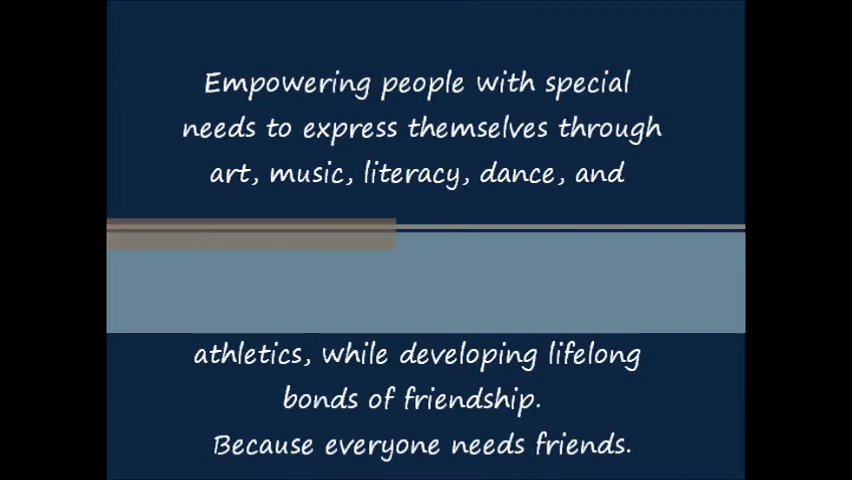 Empowering people with special
needs to express themselves through
art, music, literacy, dance, and
athletics, while developing lifelong
bonds of friendship.
Because everyone needs friends.